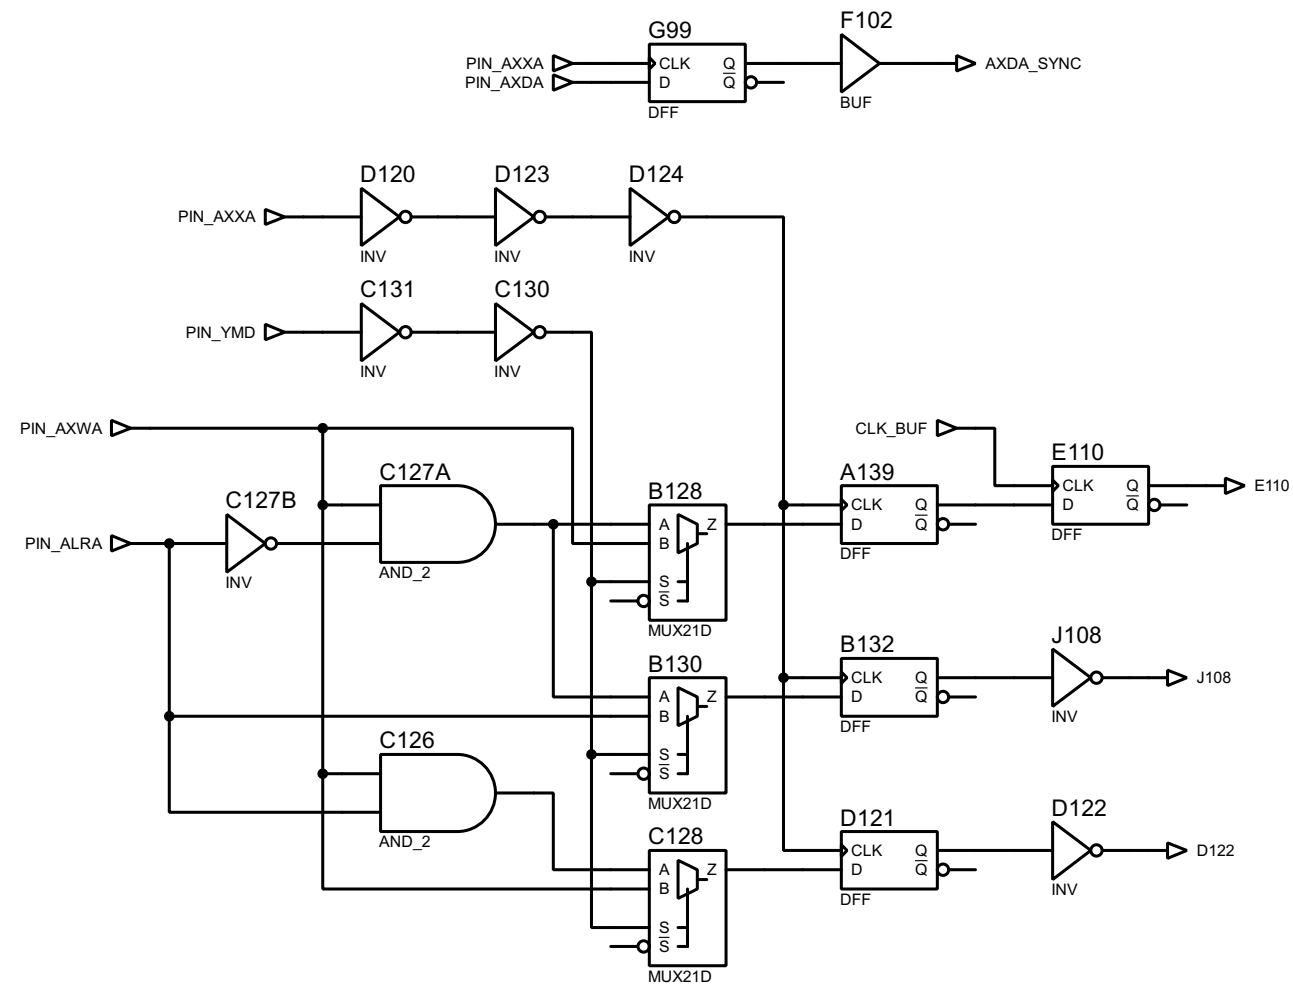 G99
F102
PIN_AXXA
CLK
Q
AXDA_SYNC
PIN_AXDA
D
Q
DFF
BUF
D120
D123
D124
PIN_AXXA
INV
INV
INV
C131
C130
PIN_YMD
INV
INV
PIN_AXWA
CLK_BUF
E110
C127A
A139
CLK
Q
E110
D
Q
DFF
C127B
B128
CLK
Q
D
Q
DFF
A
Z
B
PIN_ALRA
INV
AND_2
S
S
MUX21D
B130
B132
J108
CLK
Q
J108
D
Q
DFF
INV
A
Z
B
S
S
MUX21D
C126
AND_2
C128
D121
D122
CLK
Q
D122
D
Q
DFF
INV
A
Z
B
S
S
MUX21D